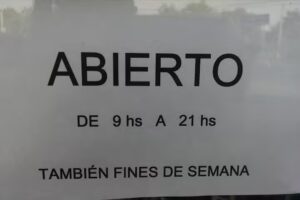 ABIERTO
DE 9 hs A 21 hs
TAMBIÉN FINES DE SEMANA